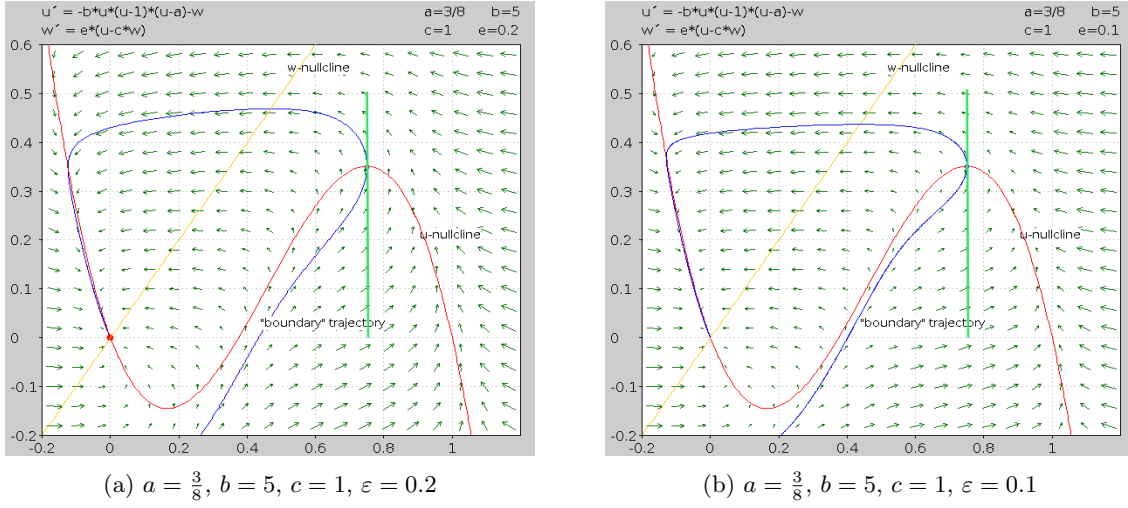 u´ = -b*u*(u-1)*(u-a)-w a=3/8 b=5
w´ = e*(u-c*w) c=1 e=0.2
0.6
0.5
0.4
0.3
0.2
0.1
0
-0.1
-0.2
w-nullcline
u-nullcline
"boundary" trajectory
-0.2 0 0.2 0.4 0.6 0.8 1
(a) a = 3/8, b = 5, c = 1, ε = 0.2
u´ = -b*u*(u-1)*(u-a)-w a=3/8 b=5
w´ = e*(u-c*w) c=1 e=0.1
0.6
0.5
0.4
0.3
0.2
0.1
0
-0.1
-0.2
w-nullcline
u-nullcline
"boundary" trajectory
-0.2 0 0.2 0.4 0.6 0.8 1
(b) a = 3/8, b = 5, c = 1, ε = 0.1